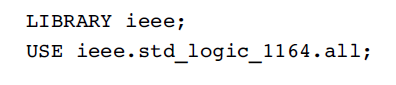 LIBRARY ieee;
USE ieee.std_logic_1164.all;